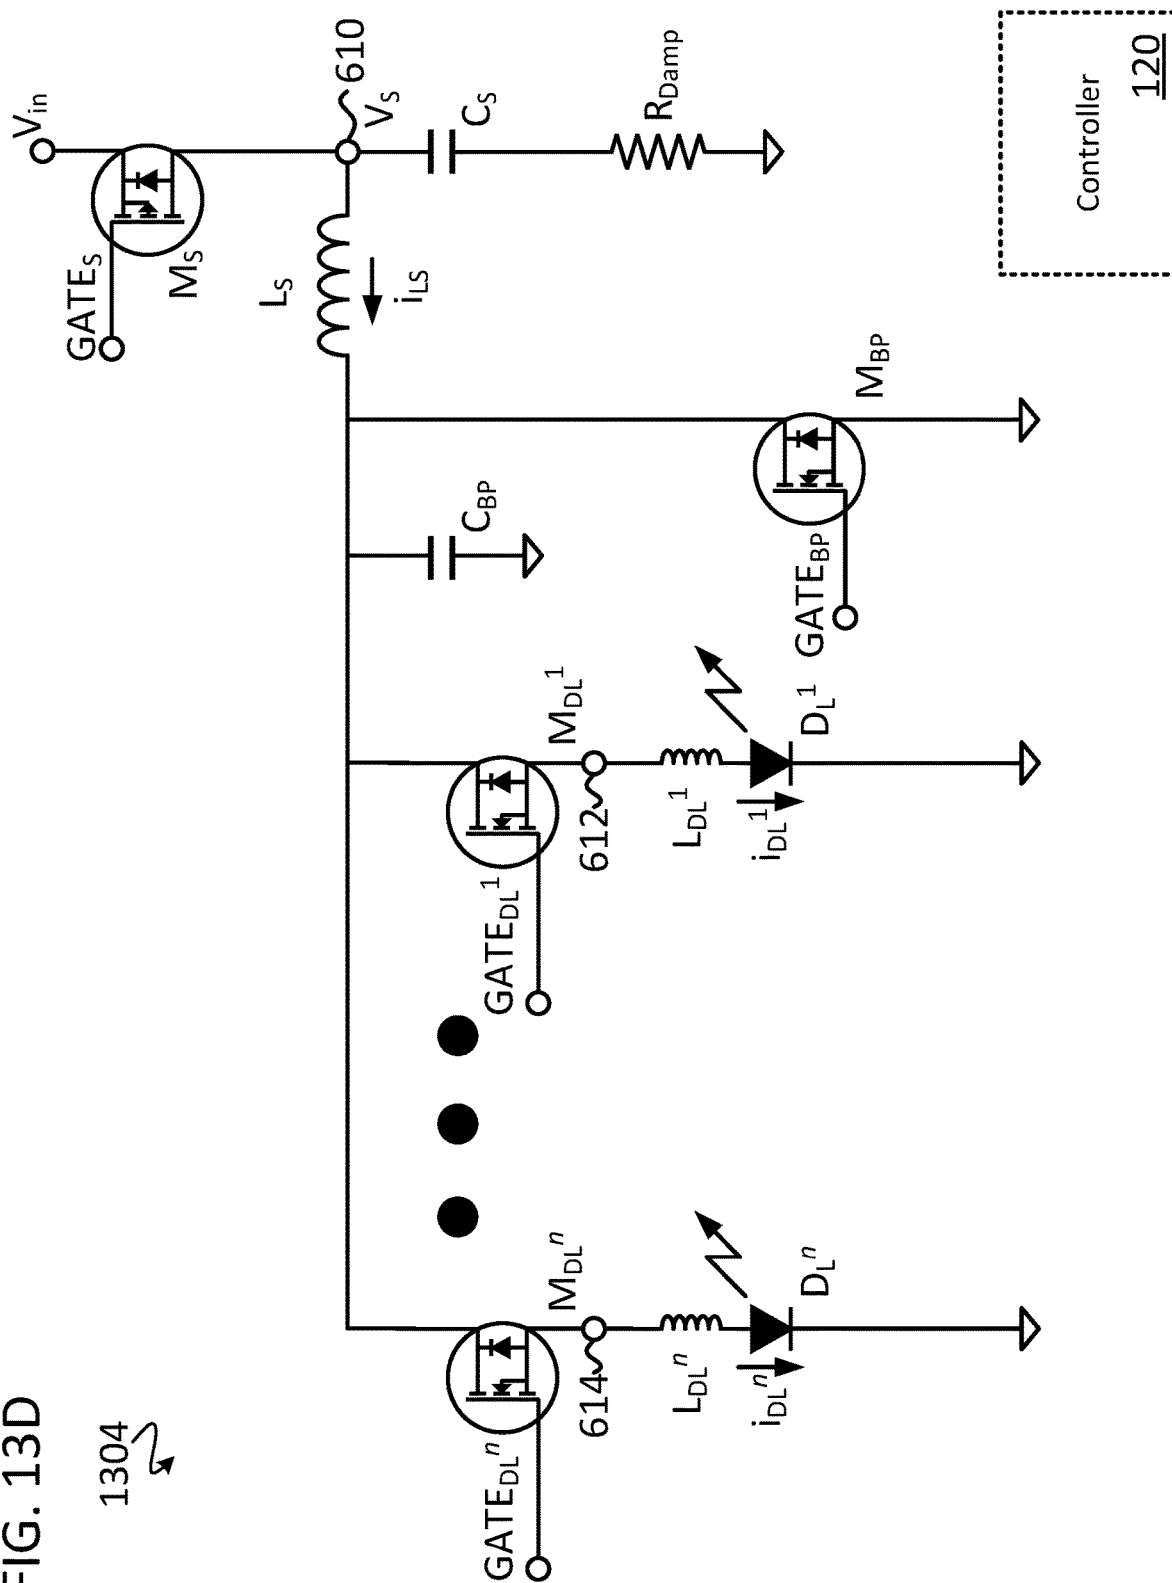 FIG. 13D
1304
V_in
GATE_S
M_S
610
V_S
C_S
R_Damp
L_S
i_LS
C_BP
GATE_BP
M_BP
GATE_DL^1
M_DL^1
612
L_DL^1
i_DL^1
D_L^1
GATE_DL^n
M_DL^n
614
L_DL^n
i_DL^n
D_L^n
Controller
120